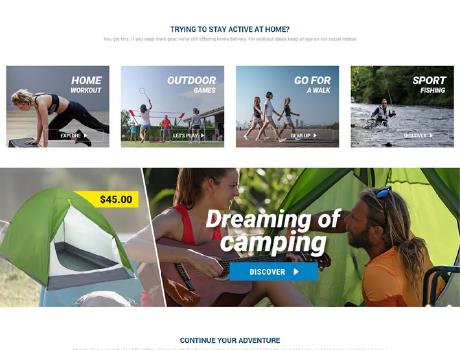 TRYING TO STAY ACTIVE AT HOME?
You got this. If you need more gear, we're still offering home delivery. For workout ideas, keep an eye on our social media!
HOME
WORKOUT
EXPLORE
OUTDOOR
GAMES
LET'S PLAY
GO FOR
A WALK
GEAR UP
SPORT
FISHING
DISCOVER
$45.00
Dreaming of
camping
DISCOVER
CONTINUE YOUR ADVENTURE